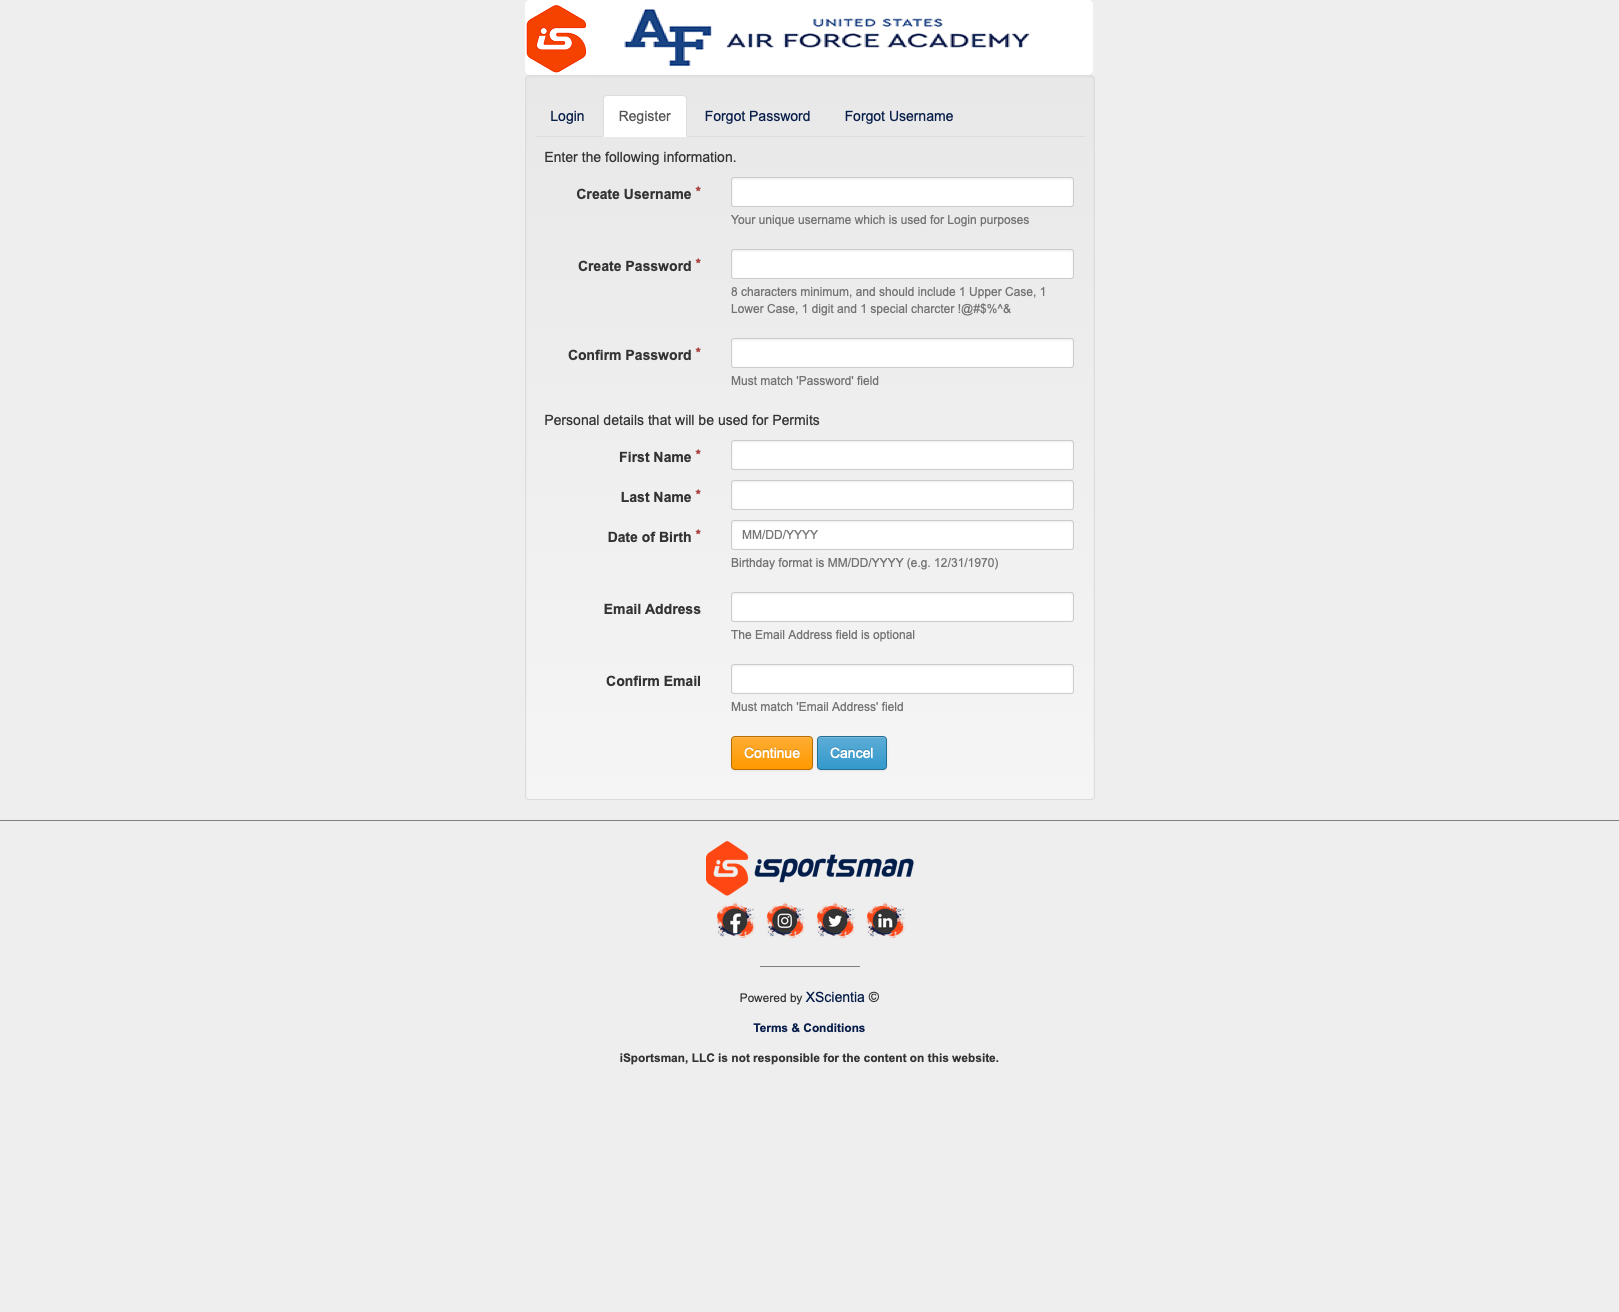 UNITED STATES
AF AIR FORCE ACADEMY
Login Register Forgot Password Forgot Username
Enter the following information.
Create Username *
Your unique username which is used for Login purposes
Create Password *
8 characters minimum, and should include 1 Upper Case, 1
Lower Case, 1 digit and 1 special charcter !@#$%^&
Confirm Password *
Must match 'Password' field
Personal details that will be used for Permits
First Name *
Last Name *
Date of Birth * MM/DD/YYYY
Birthday format is MM/DD/YYYY (e.g. 12/31/1970)
Email Address
The Email Address field is optional
Confirm Email
Must match 'Email Address' field
Continue Cancel
iS isportsman
Powered by XScientia ©
Terms & Conditions
iSportsman, LLC is not responsible for the content on this website.